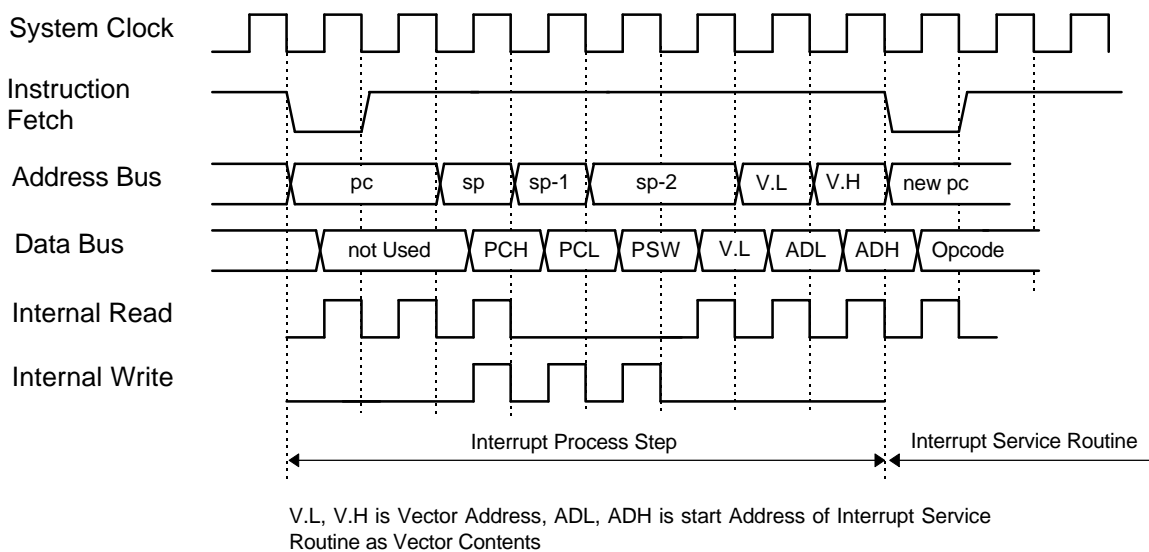 System Clock
Instruction
Fetch
Address Bus
pc
sp
sp-1
sp-2
V.L
V.H
new pc
Data Bus
not Used
PCH
PCL
PSW
V.L
ADL
ADH
Opcode
Internal Read
Internal Write
Interrupt Process Step
Interrupt Service Routine
V.L, V.H is Vector Address, ADL, ADH is start Address of Interrupt Service
Routine as Vector Contents